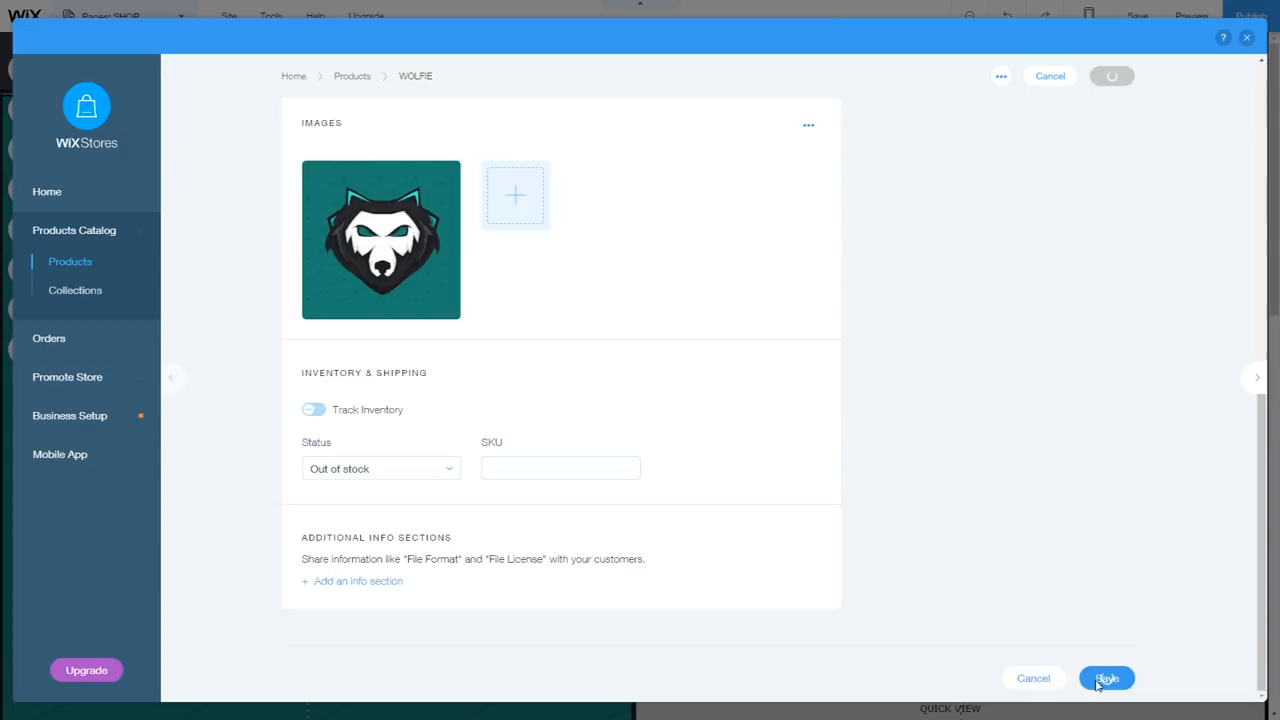 WiX Pages: SHOP Site Tools Help Upgrade Save Preview Publish
?
Home Products WOLFIE Cancel
IMAGES
WiX Stores
Home
Products Catalog
Products
Collections
Orders
Promote Store
Business Setup
Mobile App
Upgrade
INVENTORY & SHIPPING
Track Inventory
Status SKU
Out of stock
ADDITIONAL INFO SECTIONS
Share information like "File Format" and "File License" with your customers.
+ Add an info section
Cancel Save
QUICK VIEW